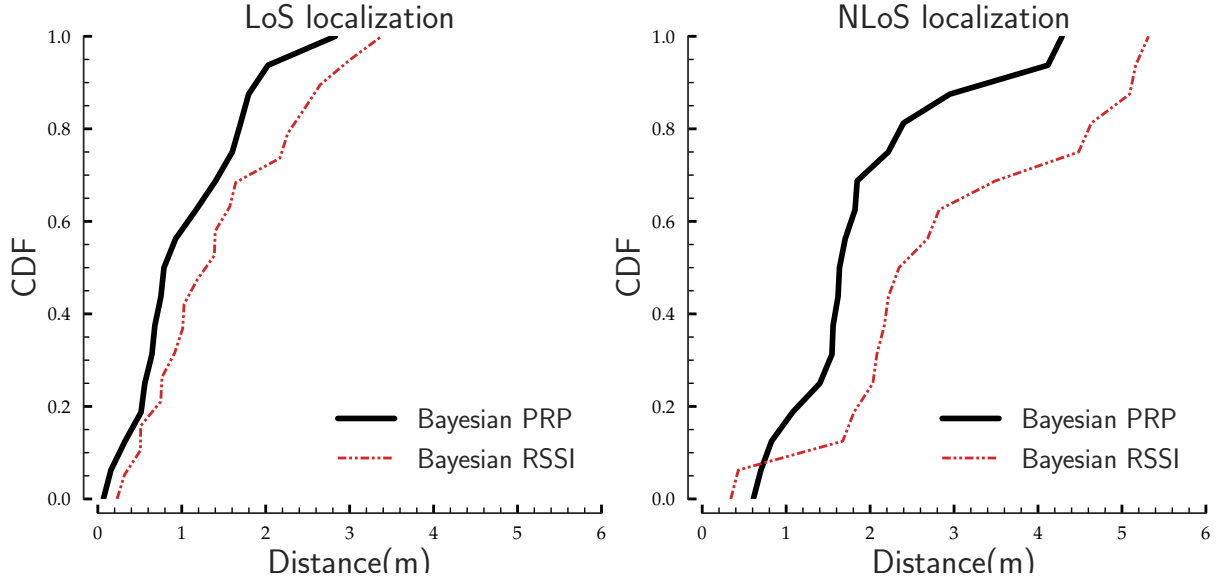 LoS localization
1.0
0.8
0.6
0.4
0.2
0.0
CDF
Bayesian PRP
Bayesian RSSI
0 1 2 3 4 5 6
Distance(m)
NLoS localization
1.0
0.8
0.6
0.4
0.2
0.0
CDF
Bayesian PRP
Bayesian RSSI
0 1 2 3 4 5 6
Distance(m)